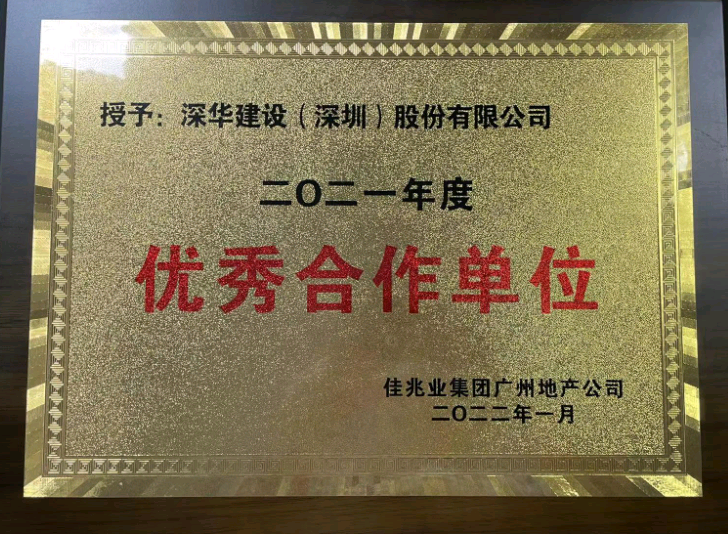 授予：深华建设（深圳）股份有限公司
二〇二一年度
优秀合作单位
佳兆业集团广州地产公司
二〇二二年一月